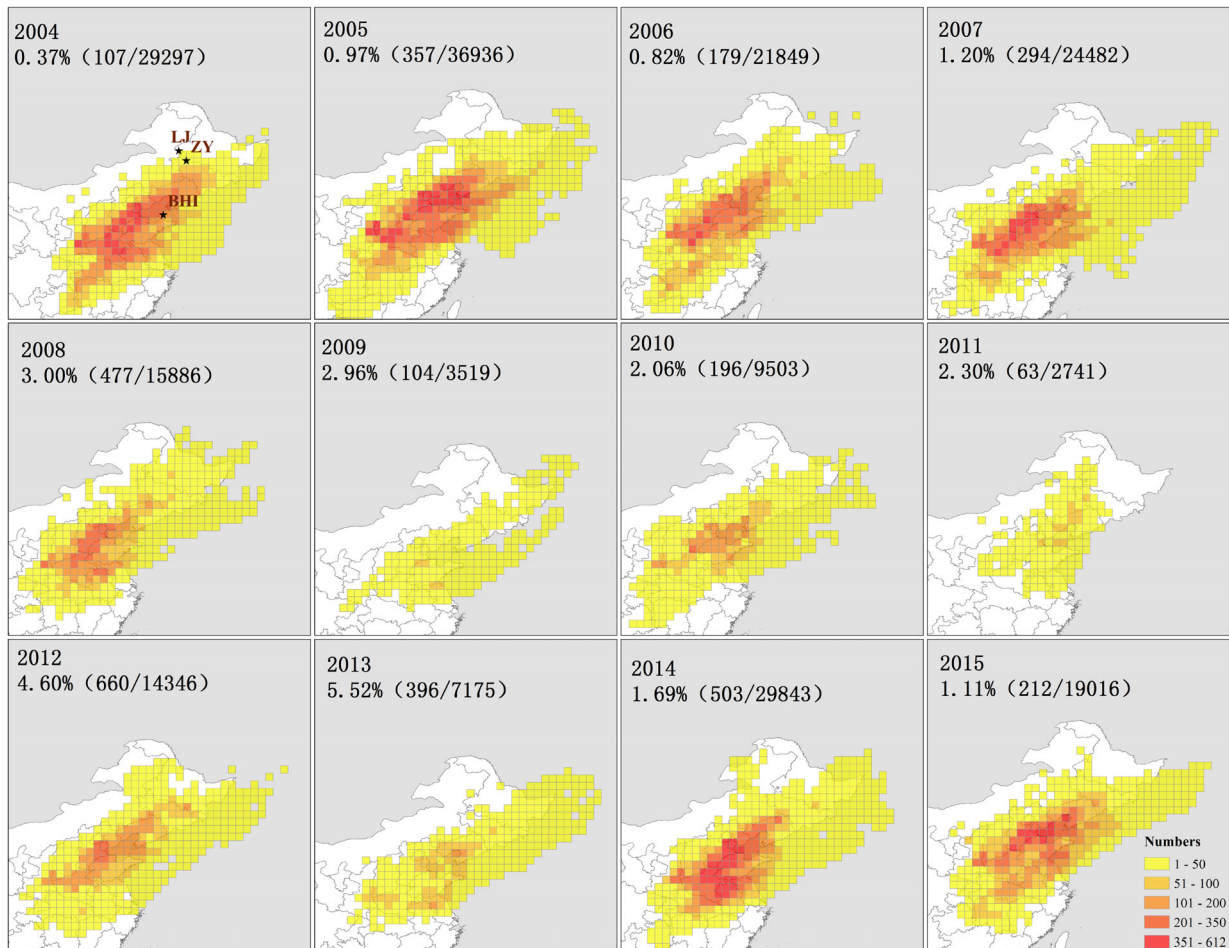 2004
0.37% (107/29297)
LJ
ZY
BHI
2005
0.97% (357/36936)
2006
0.82% (179/21849)
2007
1.20% (294/24482)
2008
3.00% (477/15886)
2009
2.96% (104/3519)
2010
2.06% (196/9503)
2011
2.30% (63/2741)
2012
4.60% (660/14346)
2013
5.52% (396/7175)
2014
1.69% (503/29843)
2015
1.11% (212/19016)
Numbers
1 - 50
51 - 100
101 - 200
201 - 350
351 - 612